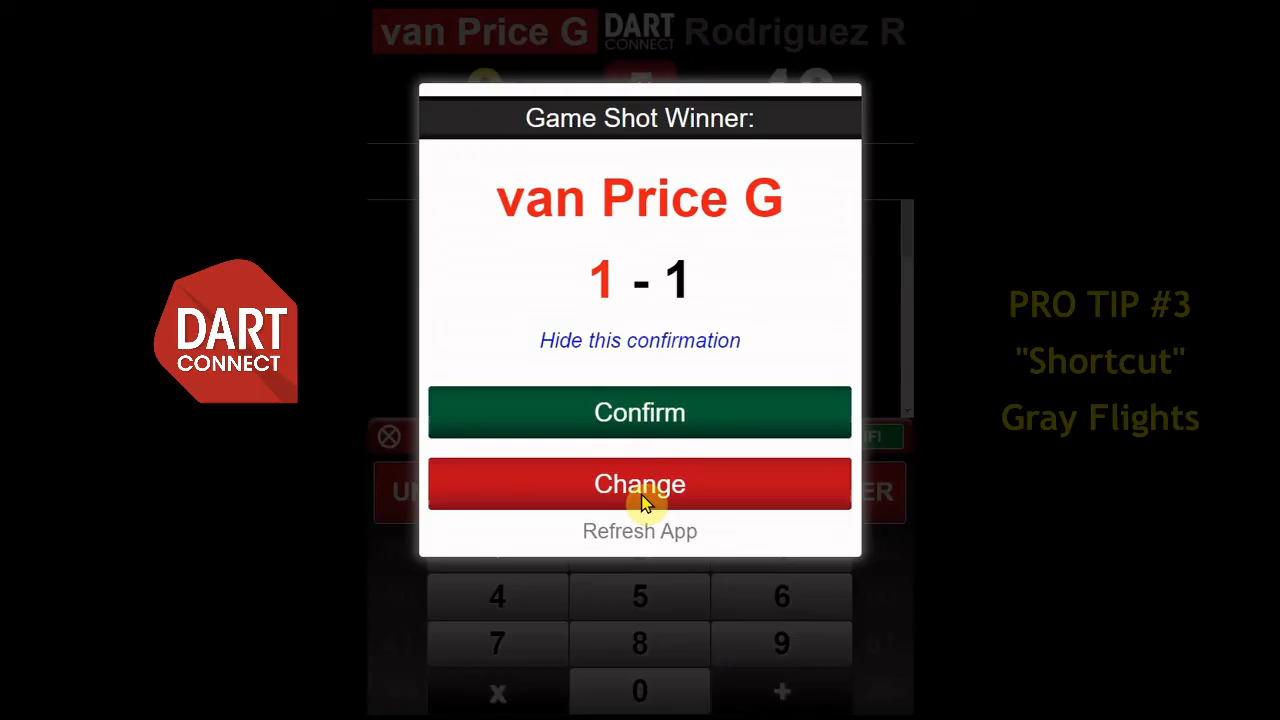 van Price G DART CONNECT Rodriguez R
Game Shot Winner:
van Price G
1 - 1
Hide this confirmation
Confirm
Change
Refresh App
DART
CONNECT
PRO TIP #3
"Shortcut"
Gray Flights
4 5 6
7 8 9
x 0 +